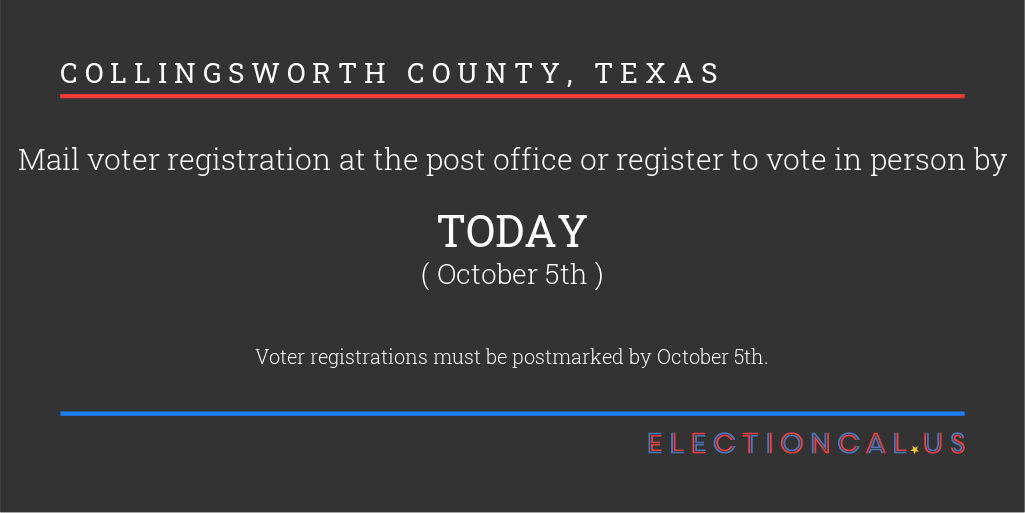 COLLINGSWORTH COUNTY, TEXAS
Mail voter registration at the post office or register to vote in person by
TODAY
( October 5th )
Voter registrations must be postmarked by October 5th.
ELECTIONCAL.US